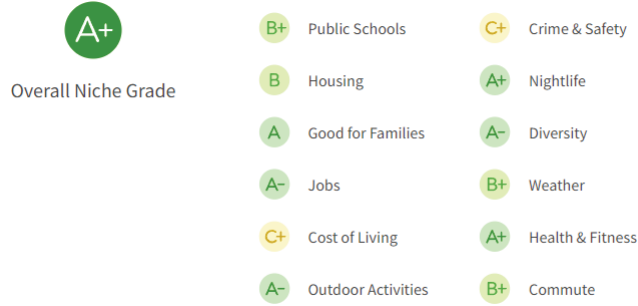 A+
Overall Niche Grade
B+ Public Schools
B Housing
A Good for Families
A- Jobs
C+ Cost of Living
A- Outdoor Activities
C+ Crime & Safety
A+ Nightlife
A- Diversity
B+ Weather
A+ Health & Fitness
B+ Commute